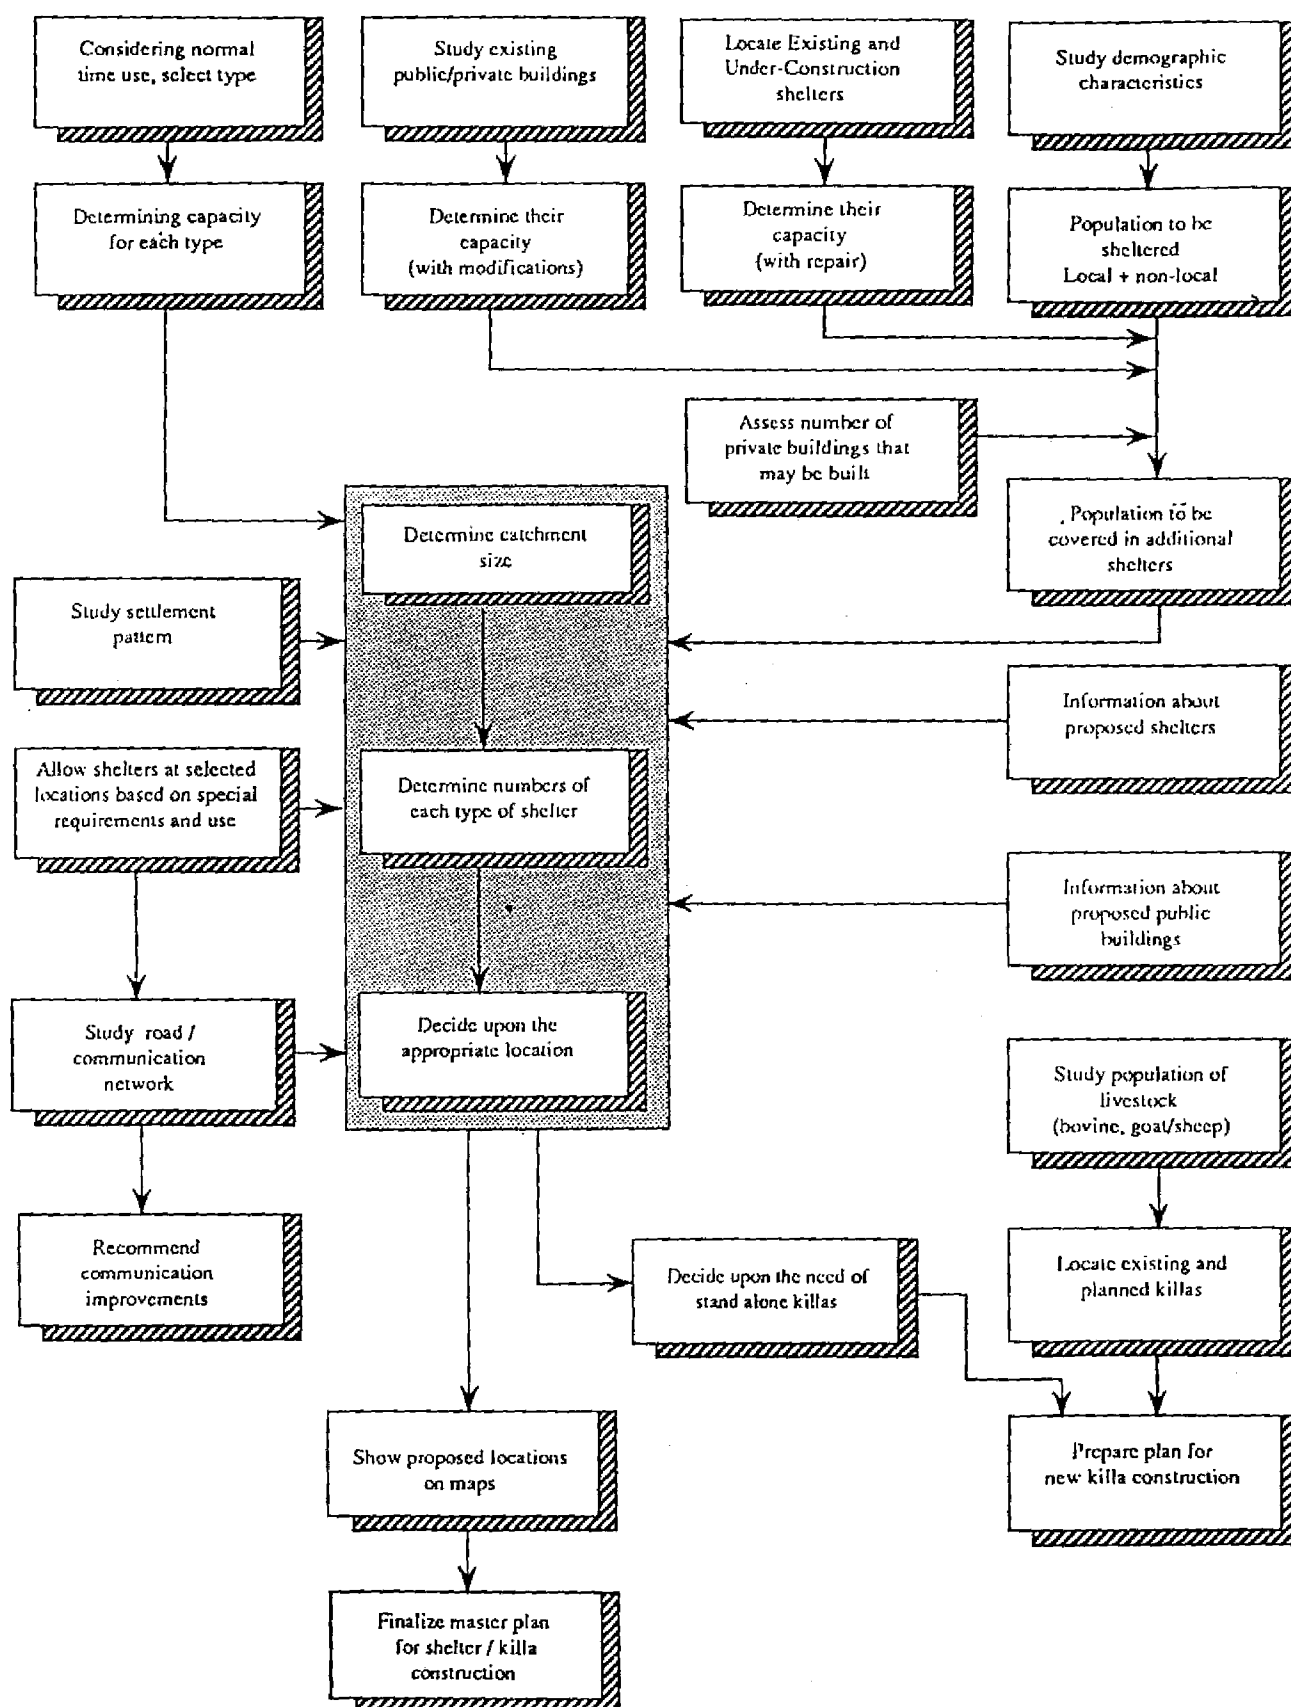 Considering normal
time use, select type
Study existing
public/private buildings
Locate Existing and
Under-Construction
shelters
Study demographic
characteristics
Determining capacity
for each type
Determine their
capacity
(with modifications)
Determine their
capacity
(with repair)
Population to be
sheltered
Local + non-local
Assess number of
private buildings that
may be built
Determine catchment
size
Population to be
covered in additional
shelters
Study settlement
pattern
Information about
proposed shelters
Allow shelters at selected
locations based on special
requirements and use
Determine numbers of
each type of shelter
Information about
proposed public
buildings
Study road /
communication
network
Decide upon the
appropriate location
Study population of
livestock
(bovine, goat/sheep)
Recommend
communication
improvements
Decide upon the need of
stand alone killas
Locate existing and
planned killas
Show proposed locations
on maps
Prepare plan for
new killa construction
Finalize master plan
for shelter / killa
construction